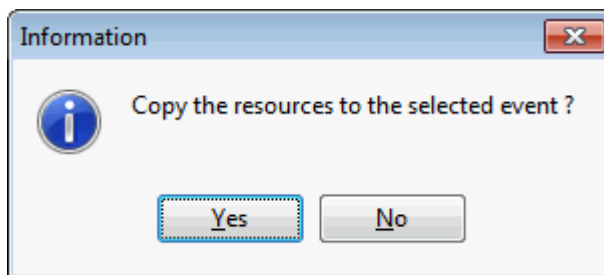 Information
Copy the resources to the selected event ?
Yes
No